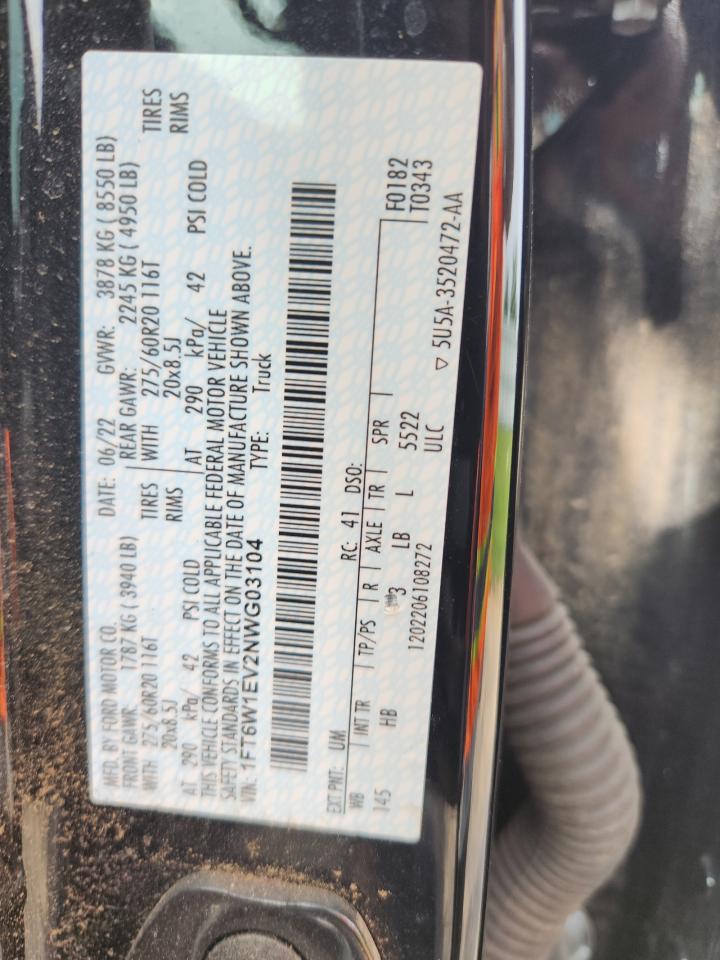 MFD. BY FORD MOTOR CO. DATE: 06/22 GVWR: 3878 KG ( 8550 LB)
FRONT GAWR: 1787 KG ( 3940 LB) REAR GAWR: 2245 KG ( 4950 LB)
WITH 275/60R20 116T TIRES WITH 275/60R20 116T TIRES
20x8.5J RIMS 20x8.5J RIMS
AT 290 kPa/ 42 PSI COLD AT 290 kPa/ 42 PSI COLD
THIS VEHICLE CONFORMS TO ALL APPLICABLE FEDERAL MOTOR VEHICLE
SAFETY STANDARDS IN EFFECT ON THE DATE OF MANUFACTURE SHOWN ABOVE.
VIN: 1FT6W1EV2NWG03104 TYPE: Truck
EXT PNT: UM RC: 41 DSO:
WB INT TR TP/PS R AXLE TR SPR F0182
145 HB 3 LB L 5522 T0343
1202206108272 ULC ▽ 5U5A-3520472-AA